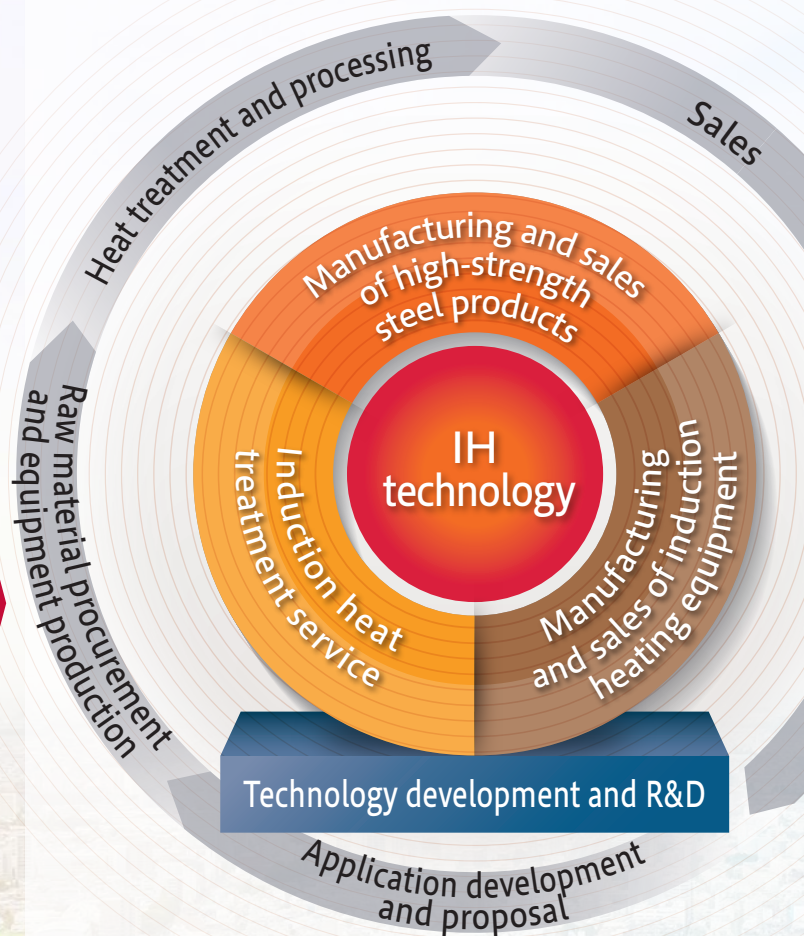 Heat treatment and processing
Sales
Manufacturing and sales
of high-strength
steel products
IH
technology
Induction heat
treatment service
Manufacturing
and sales of induction
heating equipment
Raw material procurement
and equipment production
Technology development and R&D
Application development
and proposal